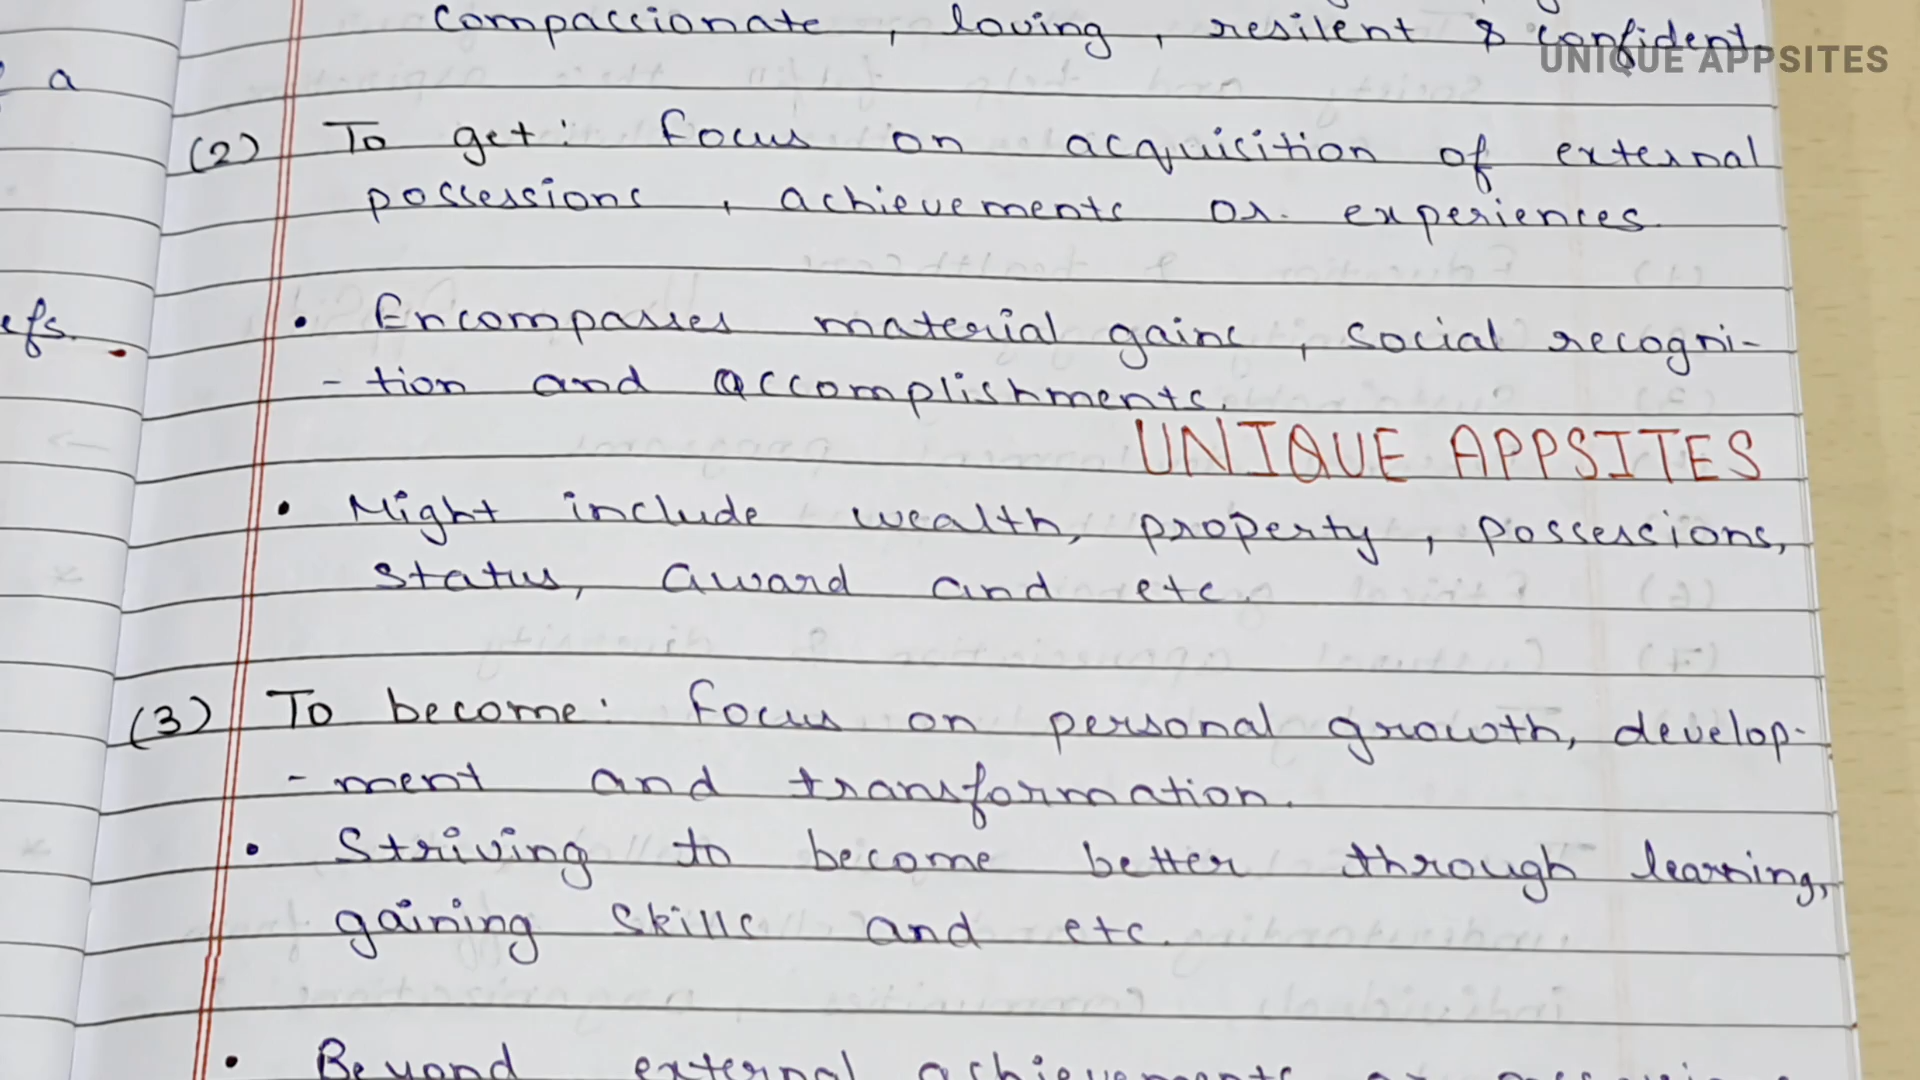 compassionate, loving, resilent & confident.
UNIQUE APPSITES
a
(2) To get: Focus on acquisition of external
possessions, achievements or experiences
efs.
• Encompasses material gains, social recogni-
-tion and accomplishments.
UNIQUE APPSITES
• Might include wealth, property, possessions,
status, award and etc.
(3) To become: Focus on personal growth, develop-
-ment and transformation.
• Striving to become better through learning,
gaining skills and etc.
• Beyond external achievements or